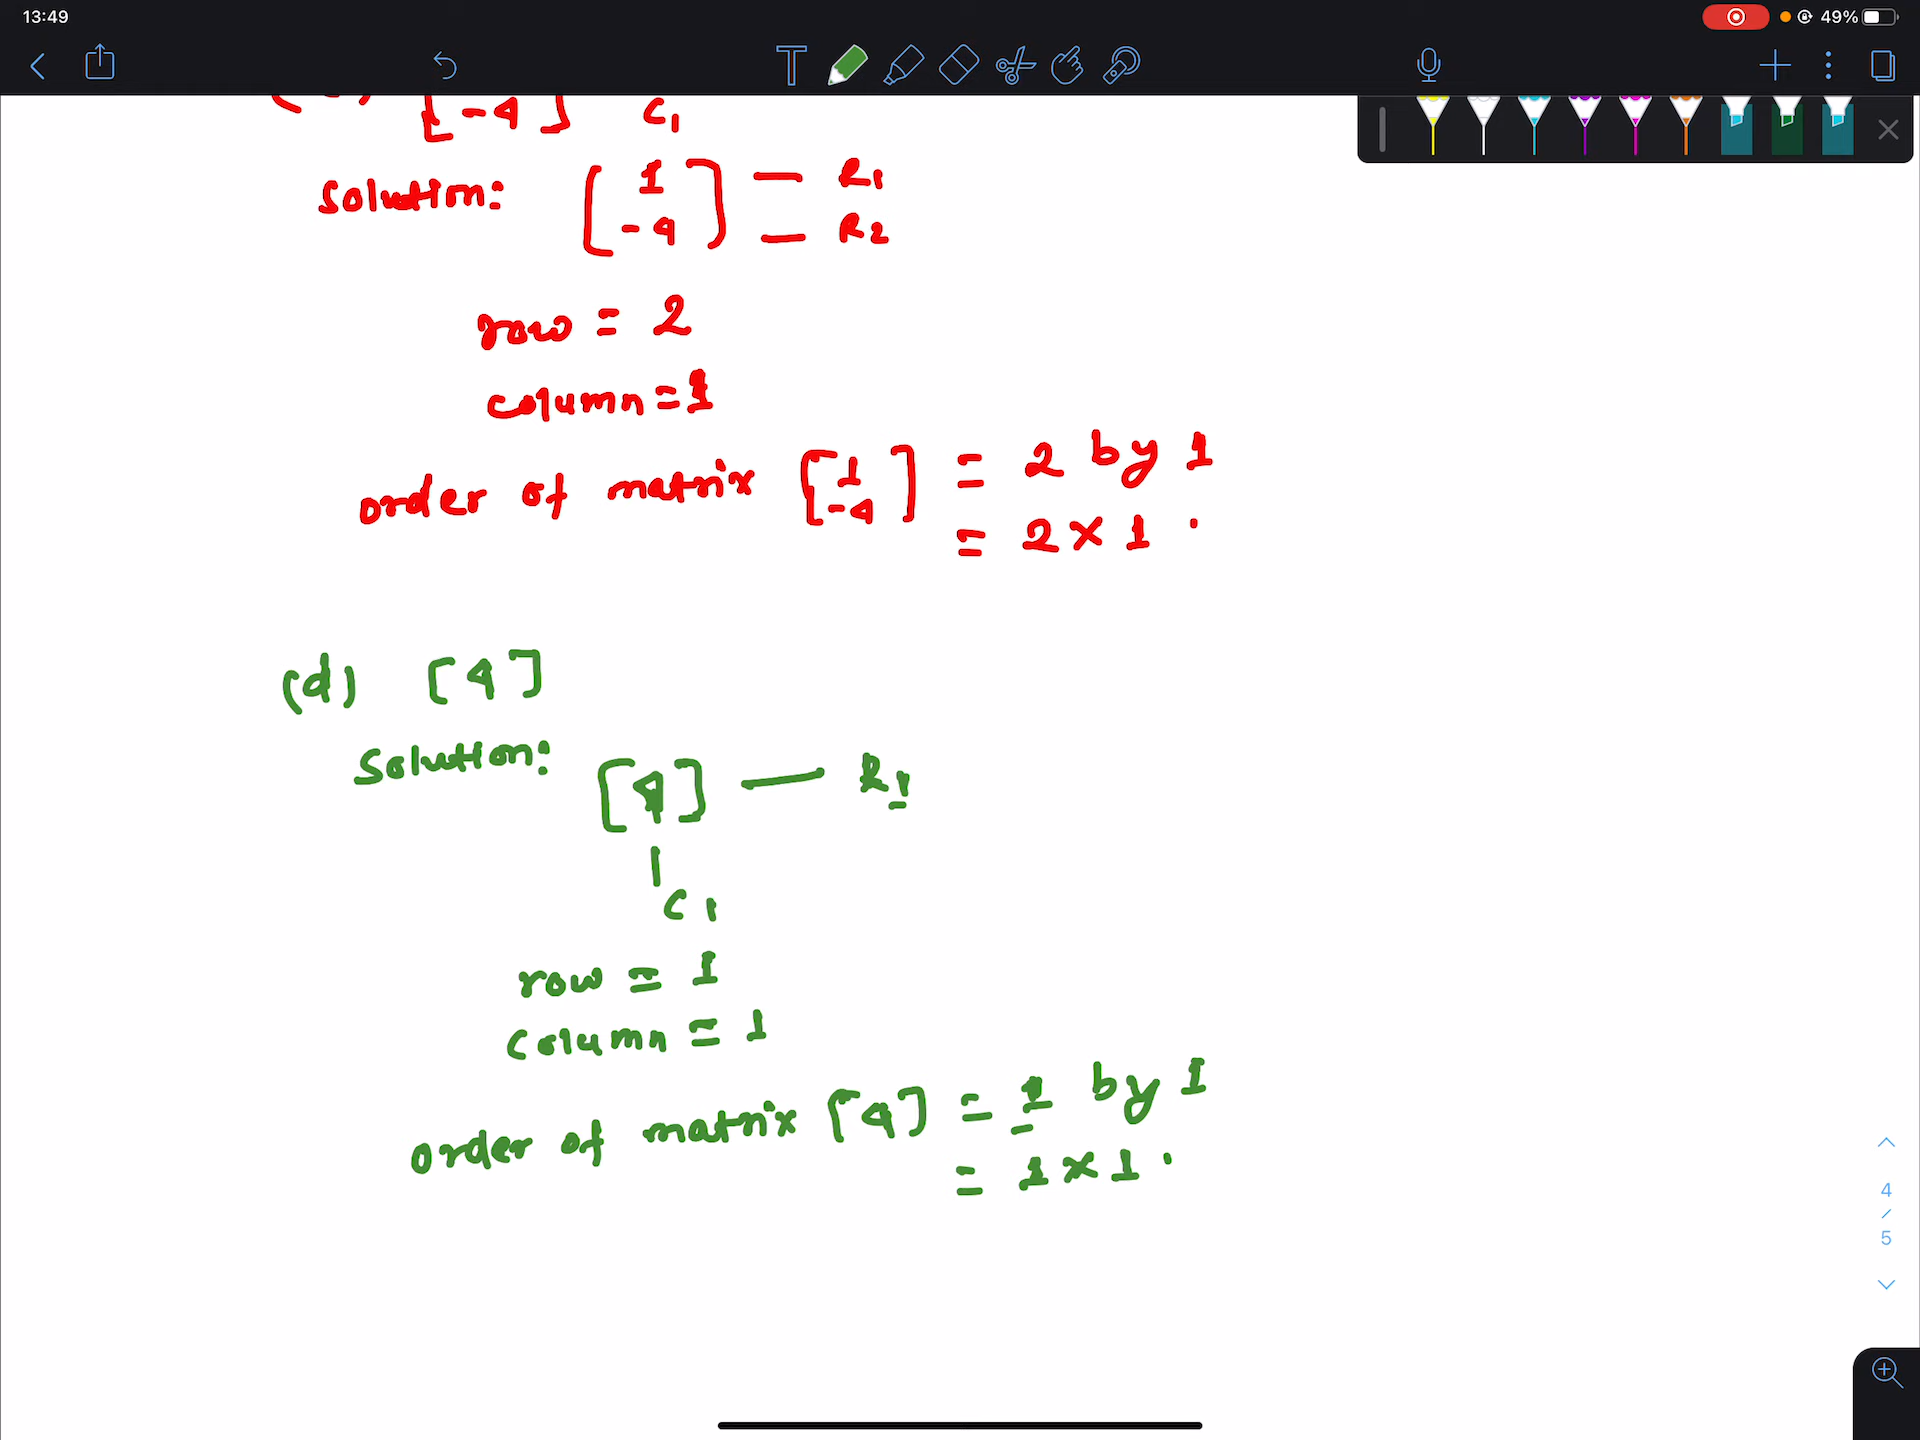 13:49
49%
[-4] C1
Solution: [1 -4] — R1 — R2
row = 2
column = 1
order of matrix [1 -4] = 2 by 1
= 2 × 1 .
(d) [4]
Solution: [4] — R1
C1
row = 1
column = 1
order of matrix [4] = 1 by 1
= 1 × 1 .
4
/
5